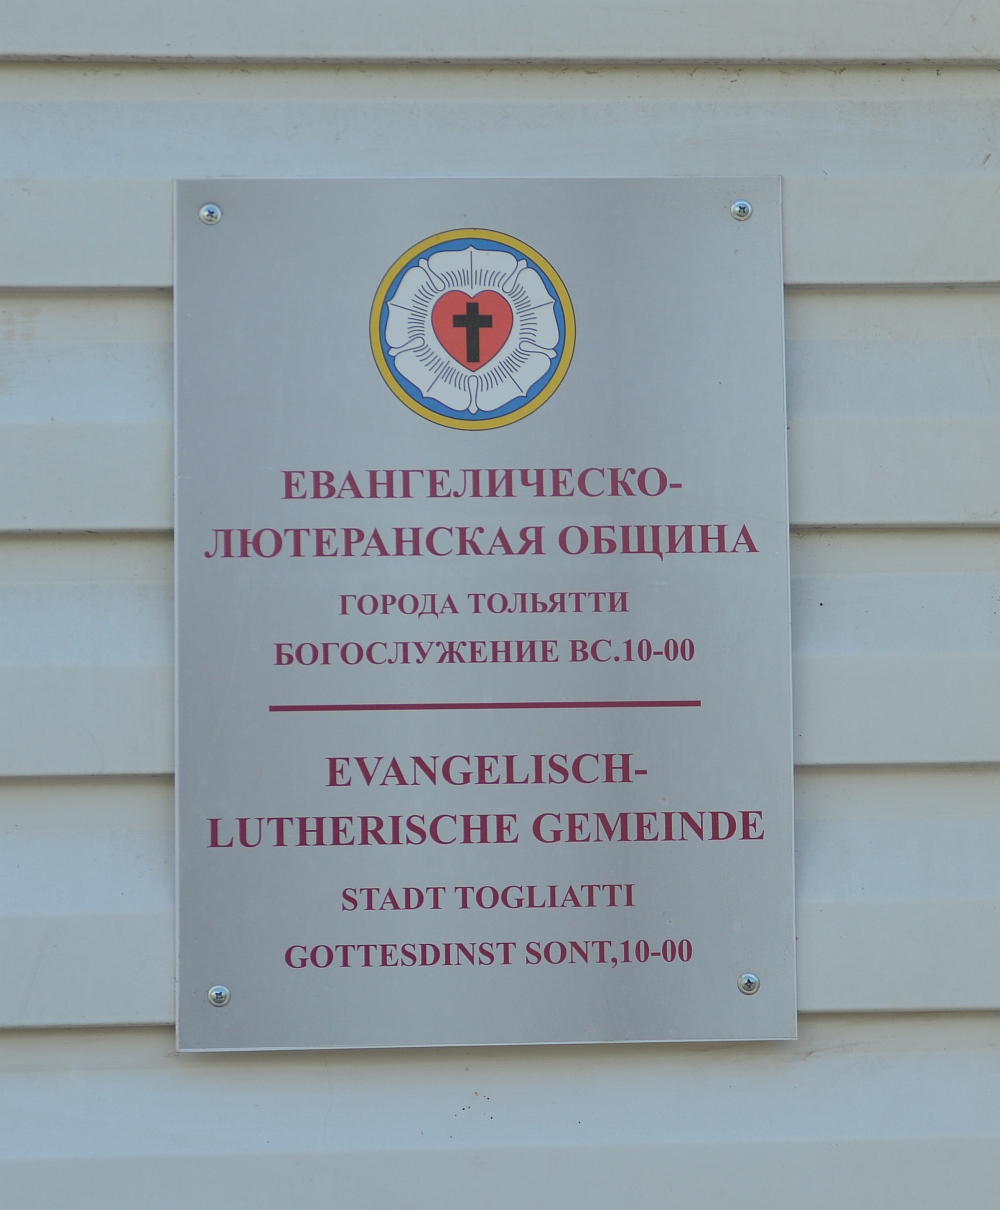 ЕВАНГЕЛИЧЕСКО-
ЛЮТЕРАНСКАЯ ОБЩИНА
ГОРОДА ТОЛЬЯТТИ
БОГОСЛУЖЕНИЕ ВС.10-00
EVANGELISCH-
LUTHERISCHE GEMEINDE
STADT TOGLIATTI
GOTTESDINST SONT,10-00